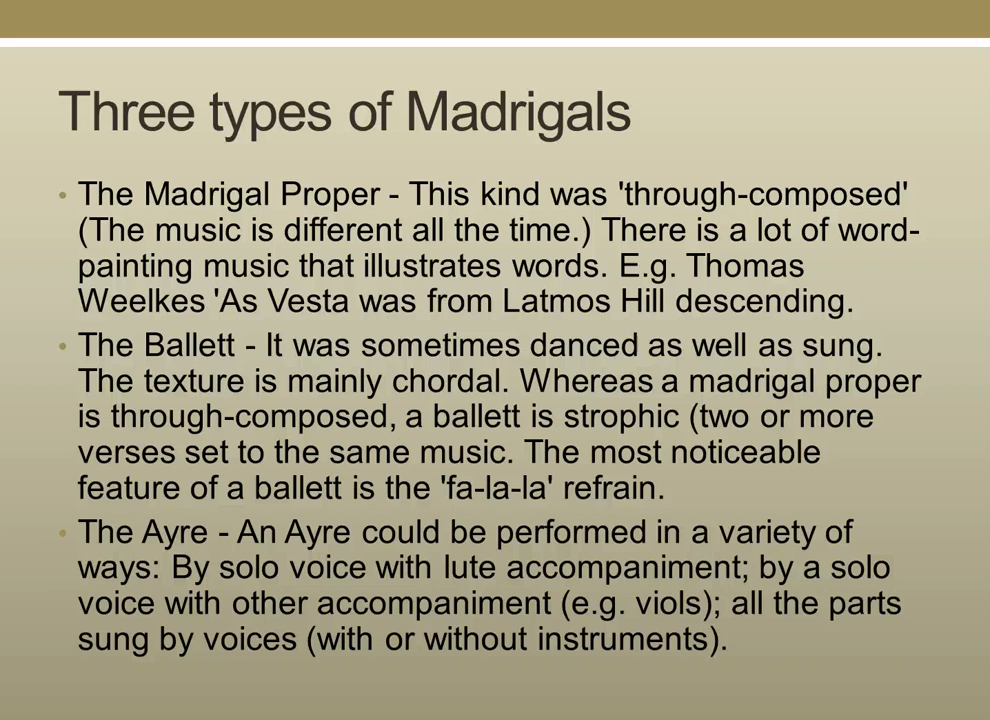 Three types of Madrigals
• The Madrigal Proper - This kind was 'through-composed'
(The music is different all the time.) There is a lot of word-
painting music that illustrates words. E.g. Thomas
Weelkes 'As Vesta was from Latmos Hill descending.
• The Ballett - It was sometimes danced as well as sung.
The texture is mainly chordal. Whereas a madrigal proper
is through-composed, a ballett is strophic (two or more
verses set to the same music. The most noticeable
feature of a ballett is the 'fa-la-la' refrain.
• The Ayre - An Ayre could be performed in a variety of
ways: By solo voice with lute accompaniment; by a solo
voice with other accompaniment (e.g. viols); all the parts
sung by voices (with or without instruments).